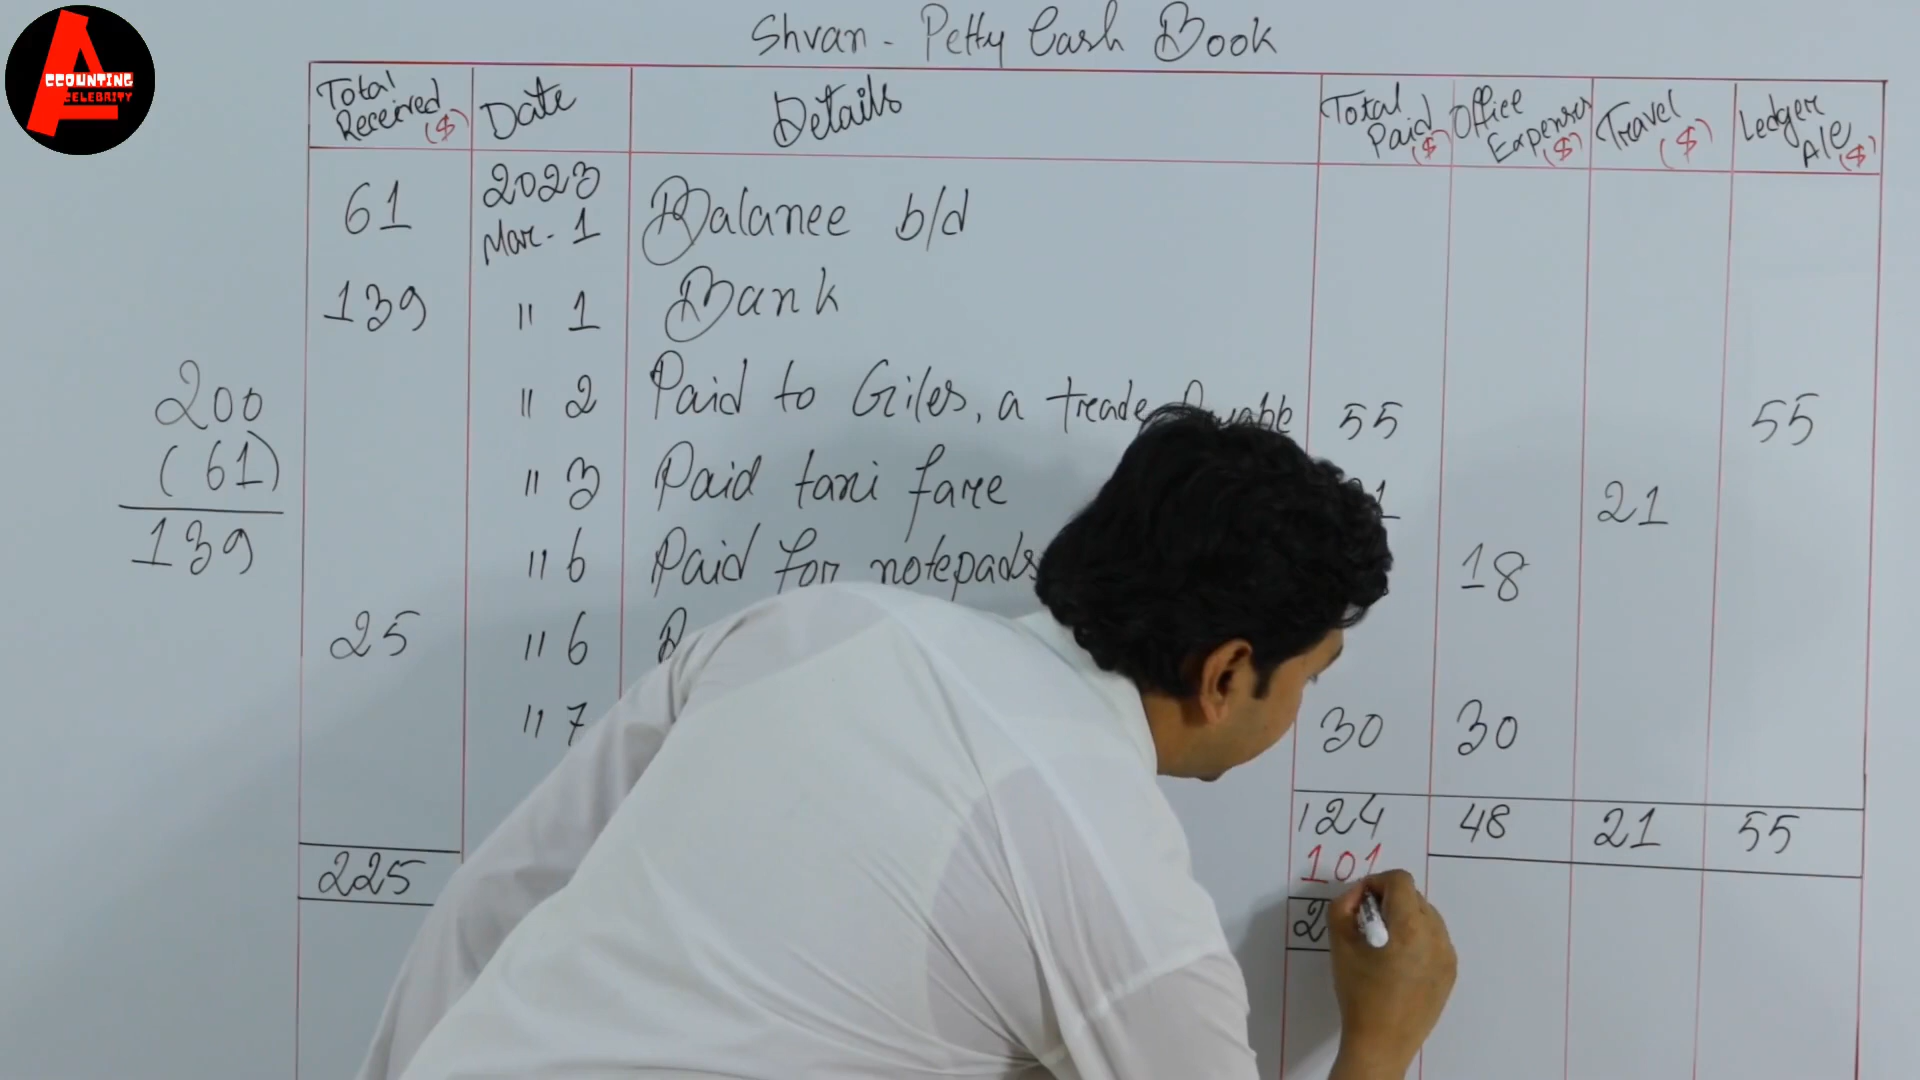 ACCOUNTING
CELEBRITY
Shvan - Petty Cash Book
Total Received ($) Date Details Total Paid ($) Office Expenses ($) Travel ($) Ledger A/c ($)
61 2023 Mar. 1 Balance b/d
139 " 1 Bank
" 2 Paid to Giles, a trade 55 55
" 3 Paid taxi fare 21
" 6 Paid for notepads 18
25 " 6
" 7 30 30
124 48 21 55
101
225
200
(61)
139